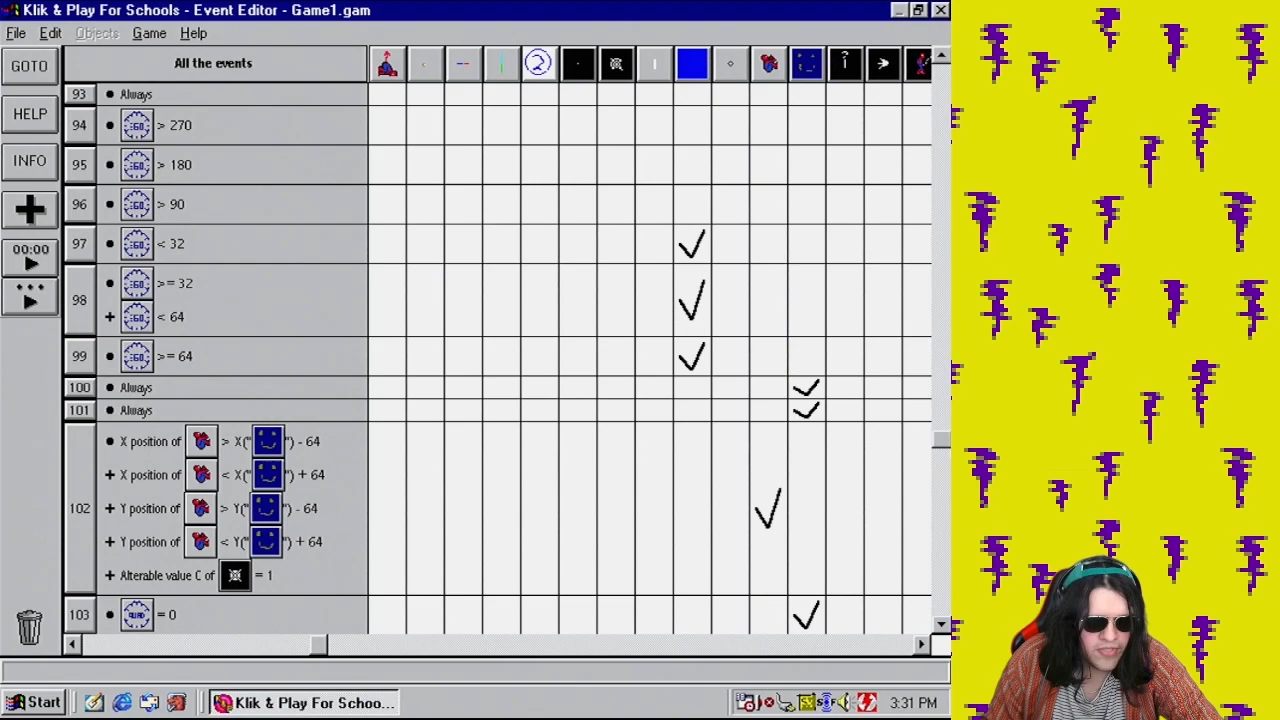 Klik & Play For Schools - Event Editor - Game1.gam
File Edit Objects Game Help
GOTO
All the events
HELP
INFO
00:00
93 Always
94 > 270
95 > 180
96 > 90
97 < 32
98 >= 32
+ < 64
99 >= 64
100 Always
101 Always
102
X position of > X(" ") - 64
+ X position of < X(" ") + 64
+ Y position of > Y(" ") - 64
+ Y position of < Y(" ") + 64
+ Alterable value C of = 1
103 = 0
Start
Klik & Play For Schoo...
3:31 PM